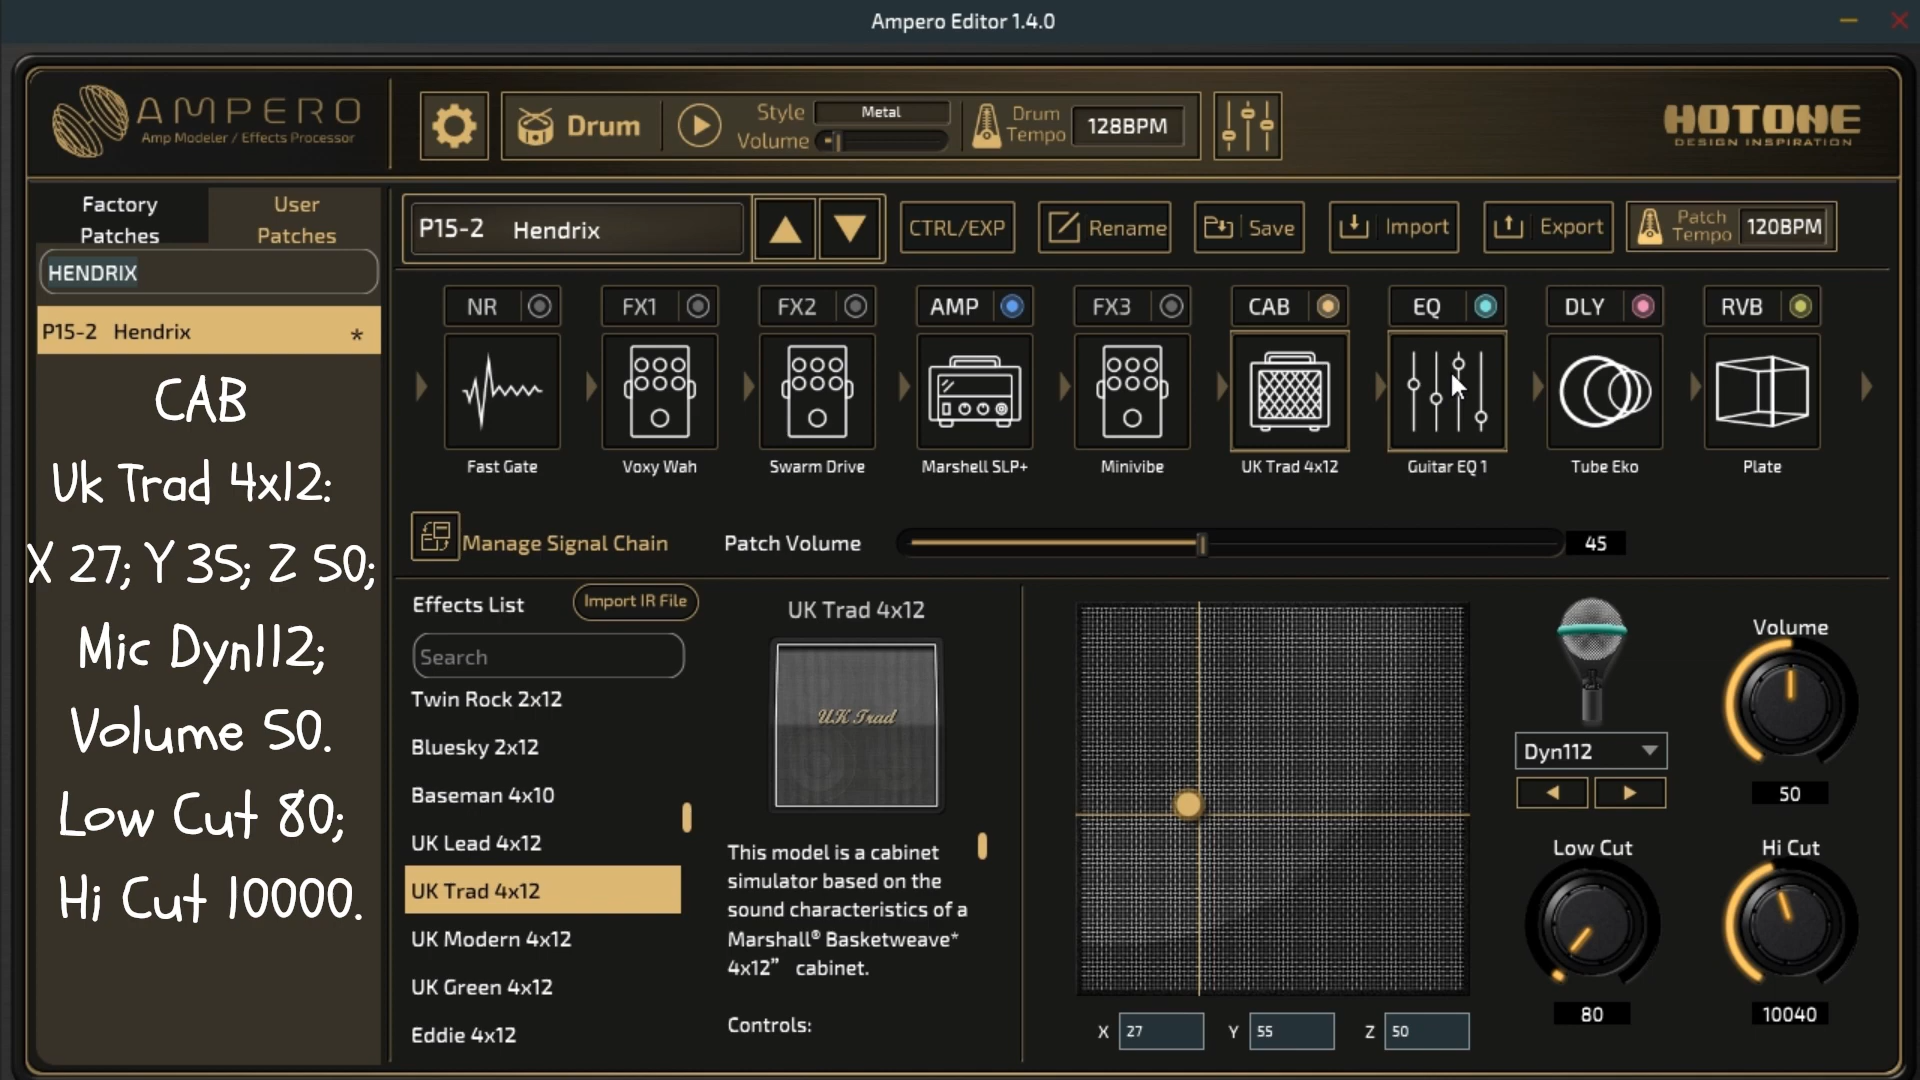 Ampero Editor 1.4.0
AMPERO
Amp Modeler / Effects Processor
Drum
Style
Metal
Volume
Drum
Tempo
128BPM
HOTONE
DESIGN INSPIRATION
Factory
Patches
User
Patches
HENDRIX
P15-2 Hendrix *
P15-2 Hendrix
CTRL/EXP
Rename
Save
Import
Export
Patch
Tempo
120BPM
NR
FX1
FX2
AMP
FX3
CAB
EQ
DLY
RVB
Fast Gate
Voxy Wah
Swarm Drive
Marshell SLP+
Minivibe
UK Trad 4x12
Guitar EQ 1
Tube Eko
Plate
CAB
Uk Trad 4x12:
X 27; Y 35; Z 50;
Mic Dyn112;
Volume 50.
Low Cut 80;
Hi Cut 10000.
Manage Signal Chain
Patch Volume
45
Effects List
Import IR File
Search
Twin Rock 2x12
Bluesky 2x12
Baseman 4x10
UK Lead 4x12
UK Trad 4x12
UK Modern 4x12
UK Green 4x12
Eddie 4x12
UK Trad 4x12
UK Trad
This model is a cabinet
simulator based on the
sound characteristics of a
Marshall® Basketweave*
4x12” cabinet.
Controls:
X 27
Y 55
Z 50
Dyn112
Volume
50
Low Cut
80
Hi Cut
10040